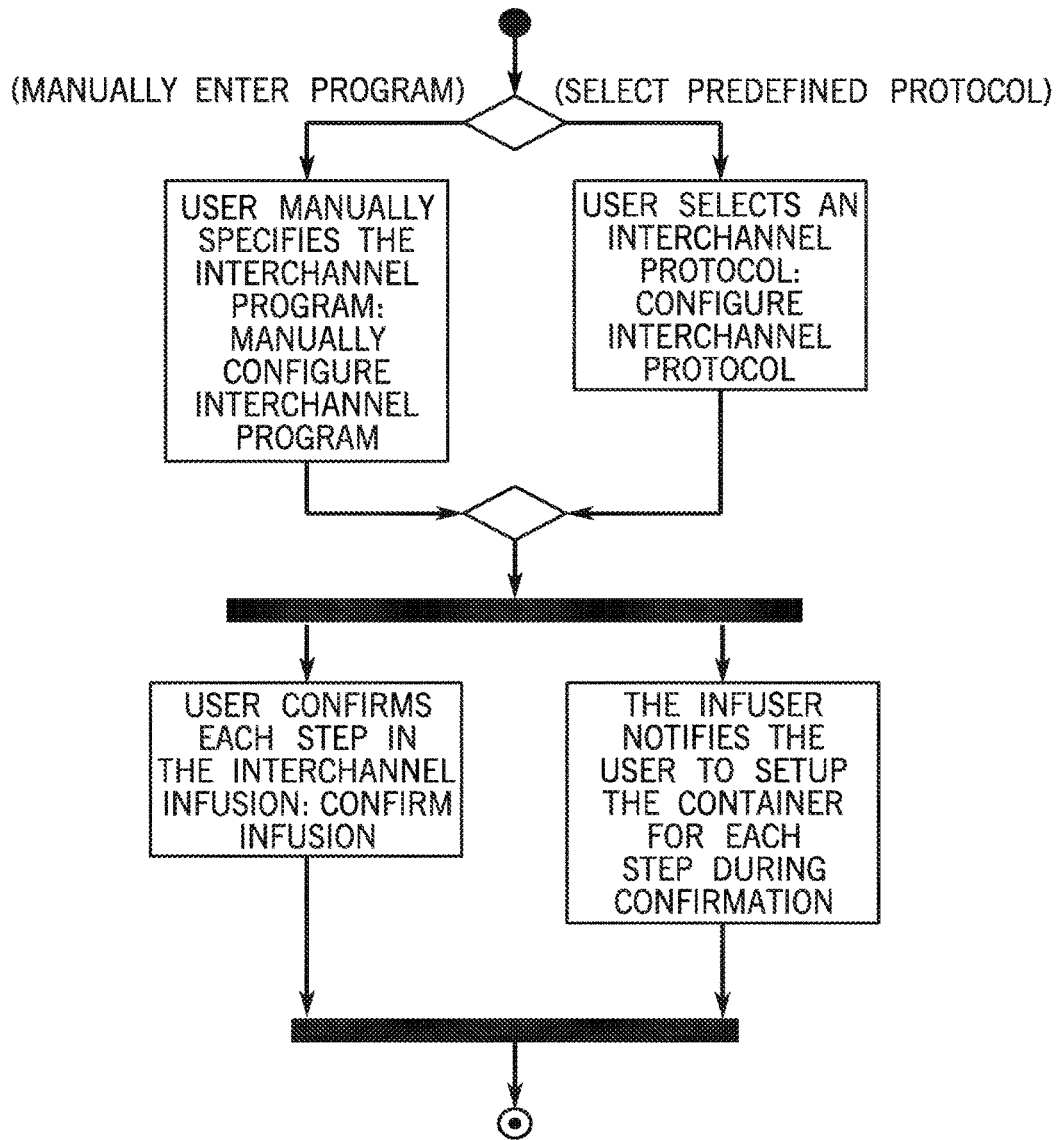 (MANUALLY ENTER PROGRAM)
(SELECT PREDEFINED PROTOCOL)
USER MANUALLY
SPECIFIES THE
INTERCHANNEL
PROGRAM:
MANUALLY
CONFIGURE
INTERCHANNEL
PROGRAM
USER SELECTS AN
INTERCHANNEL
PROTOCOL:
CONFIGURE
INTERCHANNEL
PROTOCOL
USER CONFIRMS
EACH STEP IN
THE INTERCHANNEL
INFUSION: CONFIRM
INFUSION
THE INFUSER
NOTIFIES THE
USER TO SETUP
THE CONTAINER
FOR EACH
STEP DURING
CONFIRMATION